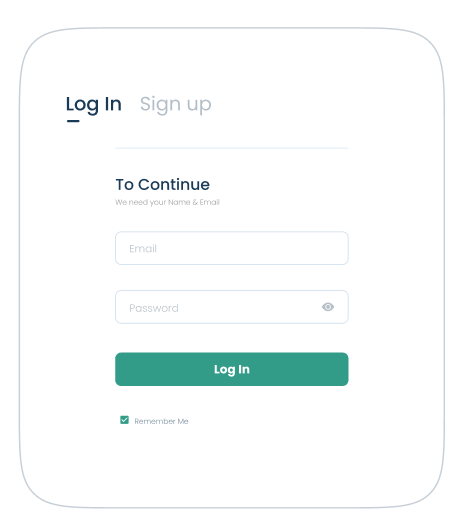 Log In Sign up
To Continue
We need your Name & Email
Email
Password
Log In
Remember Me